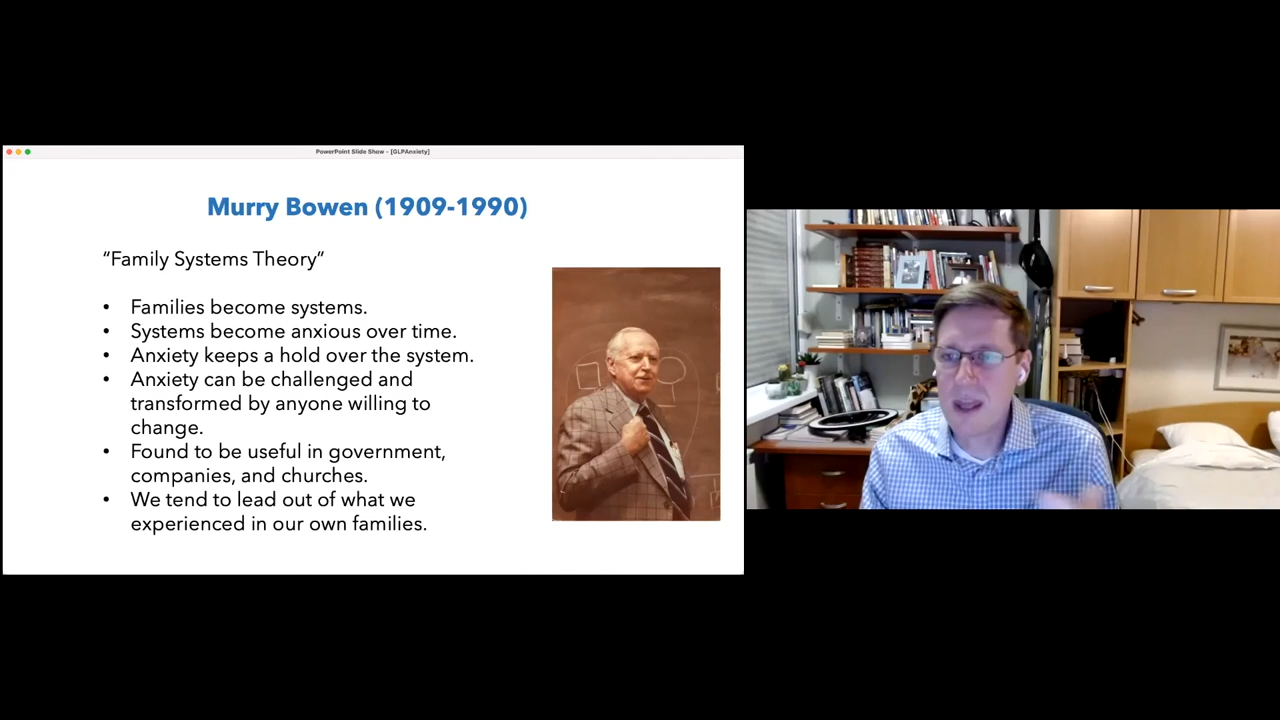 PowerPoint Slide Show - [GLPAnxiety]
Murry Bowen (1909-1990)
“Family Systems Theory”
• Families become systems.
• Systems become anxious over time.
• Anxiety keeps a hold over the system.
• Anxiety can be challenged and
transformed by anyone willing to
change.
• Found to be useful in government,
companies, and churches.
• We tend to lead out of what we
experienced in our own families.